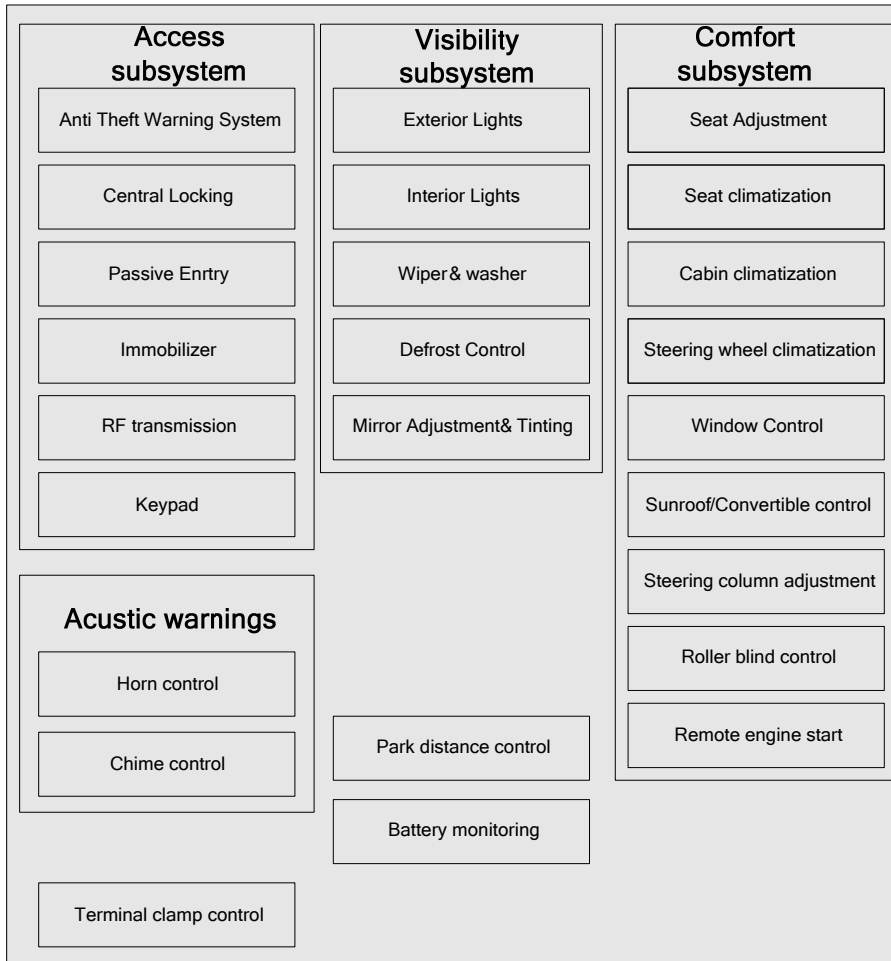 Access
subsystem
Anti Theft Warning System
Central Locking
Passive Enrtry
Immobilizer
RF transmission
Keypad
Acustic warnings
Horn control
Chime control
Terminal clamp control
Visibility
subsystem
Exterior Lights
Interior Lights
Wiper& washer
Defrost Control
Mirror Adjustment& Tinting
Park distance control
Battery monitoring
Comfort
subsystem
Seat Adjustment
Seat climatization
Cabin climatization
Steering wheel climatization
Window Control
Sunroof/Convertible control
Steering column adjustment
Roller blind control
Remote engine start